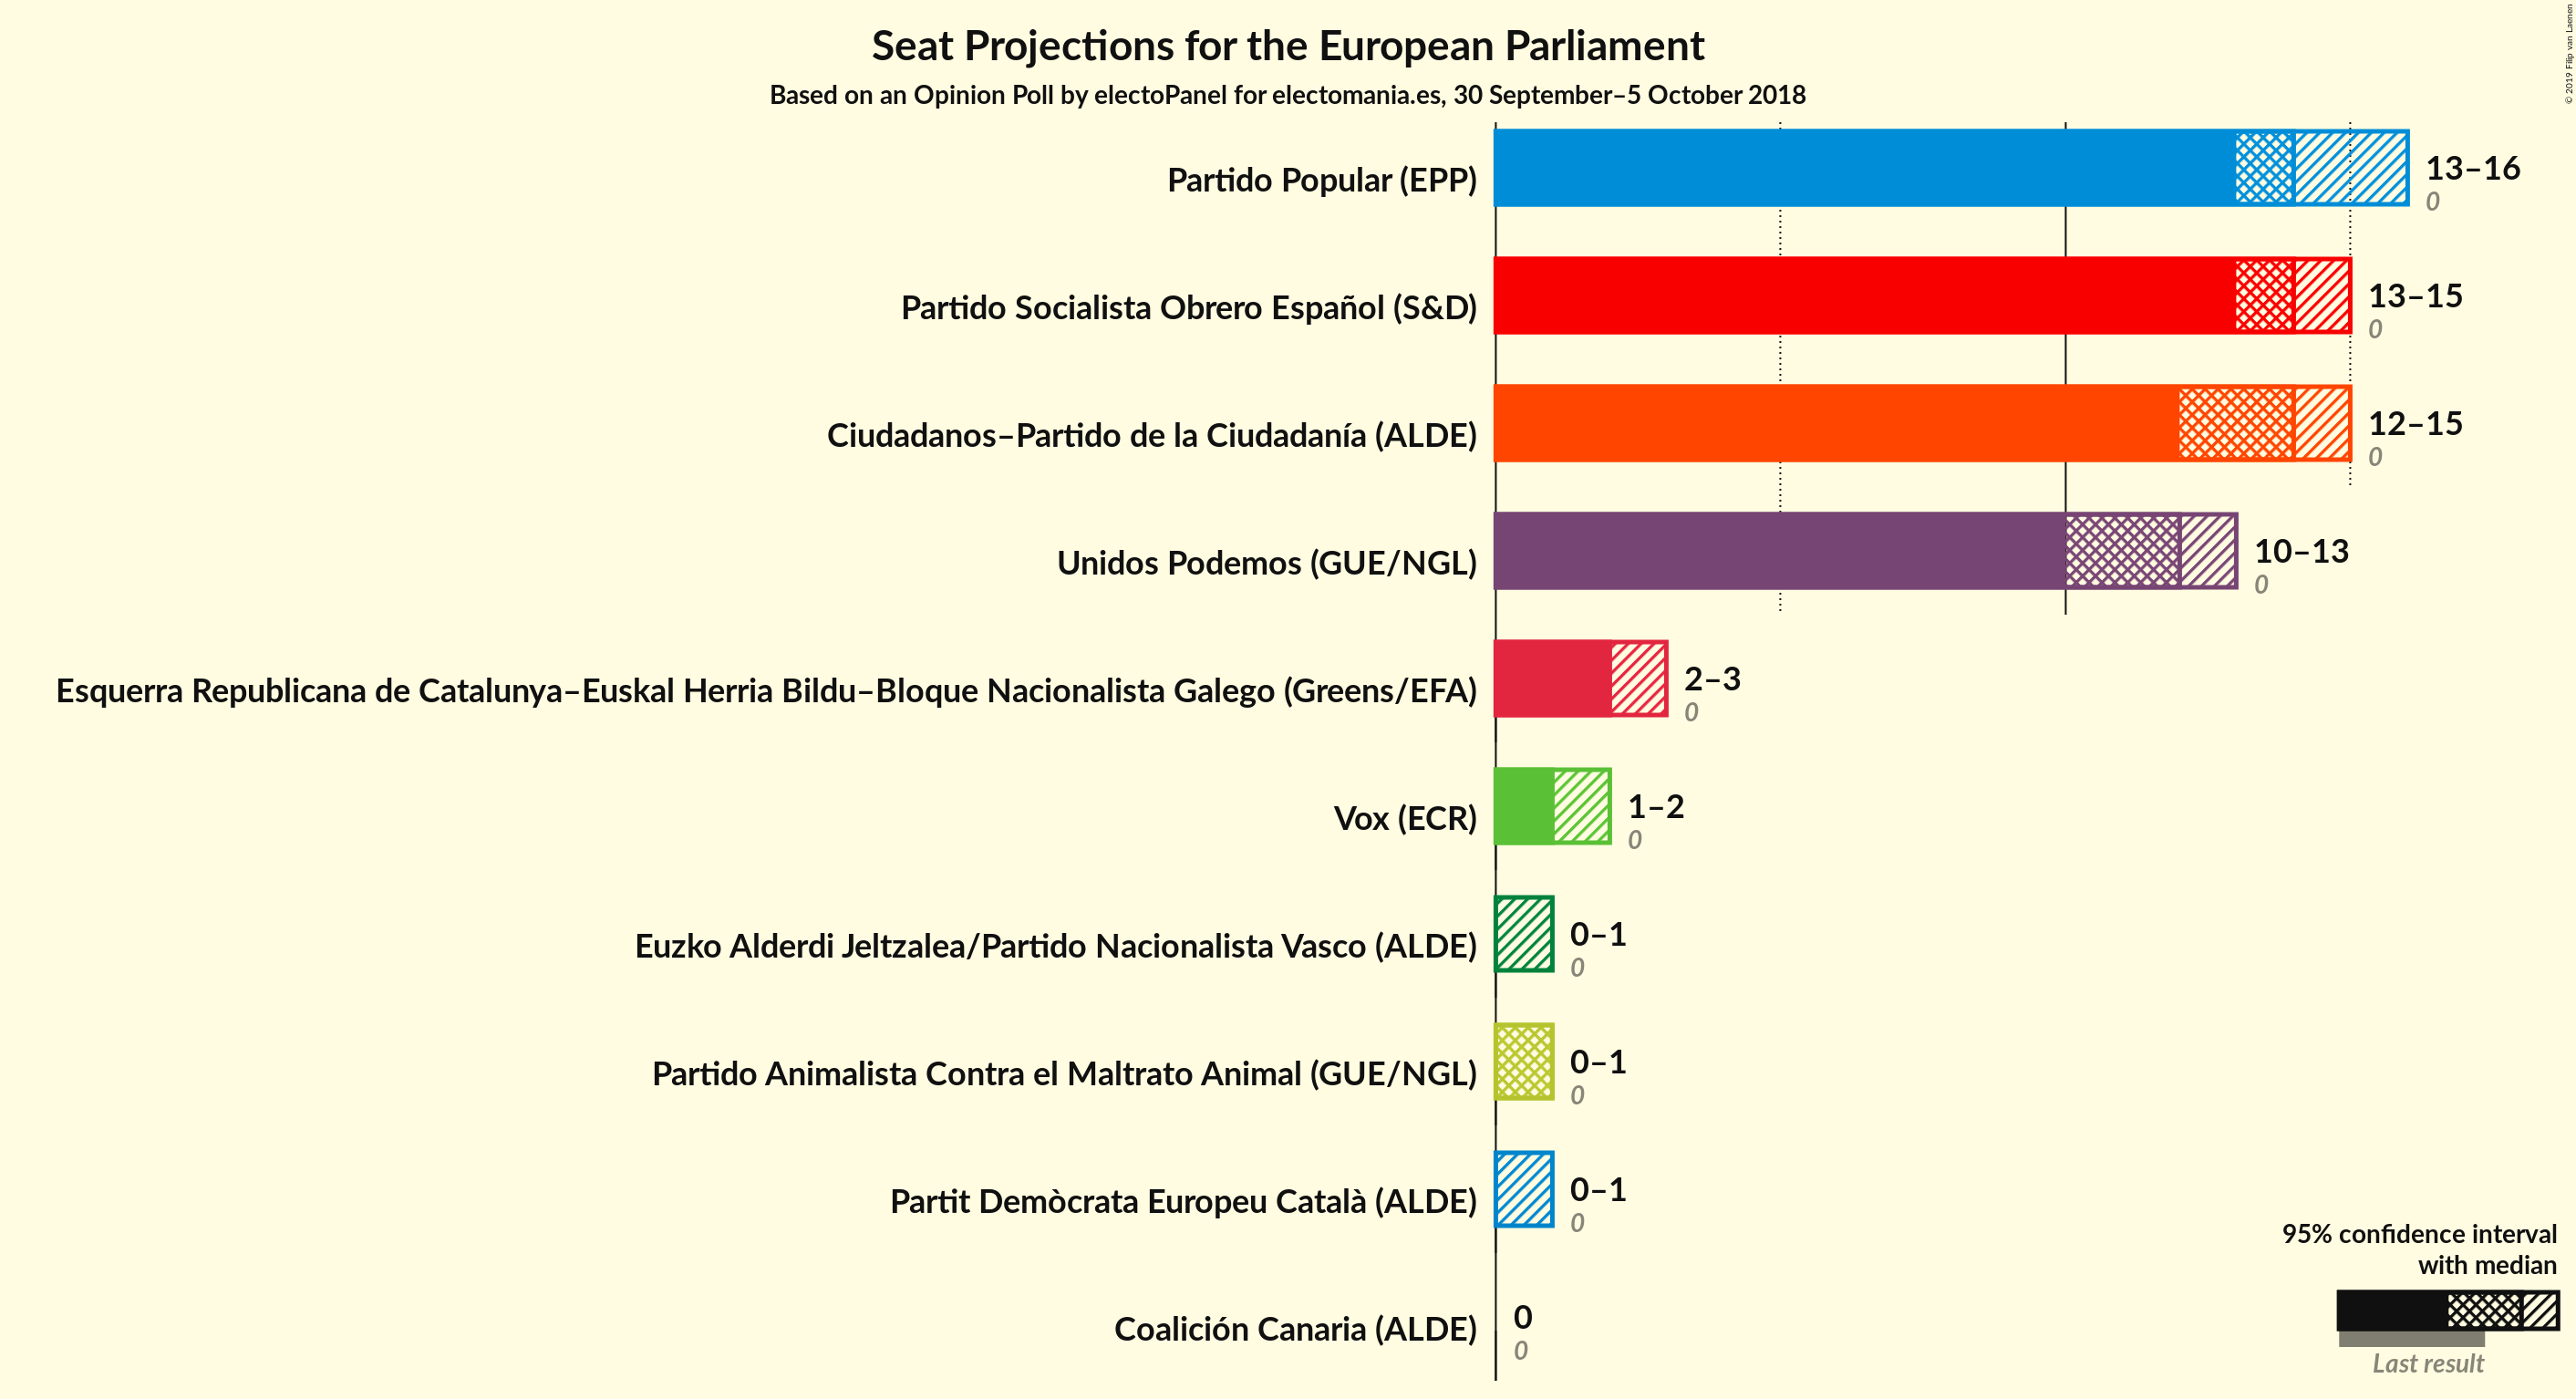 Seat Projections for the European Parliament
Based on an Opinion Poll by electoPanel for electomania.es, 30 September–5 October 2018
© 2019 Filip van Laenen
Partido Popular (EPP)
13–16
0
Partido Socialista Obrero Español (S&D)
13–15
0
Ciudadanos–Partido de la Ciudadanía (ALDE)
12–15
0
Unidos Podemos (GUE/NGL)
10–13
0
Esquerra Republicana de Catalunya–Euskal Herria Bildu–Bloque Nacionalista Galego (Greens/EFA)
2–3
0
Vox (ECR)
1–2
0
Euzko Alderdi Jeltzalea/Partido Nacionalista Vasco (ALDE)
0–1
0
Partido Animalista Contra el Maltrato Animal (GUE/NGL)
0–1
0
Partit Demòcrata Europeu Català (ALDE)
0–1
0
Coalición Canaria (ALDE)
0
0
95% confidence interval
with median
Last result